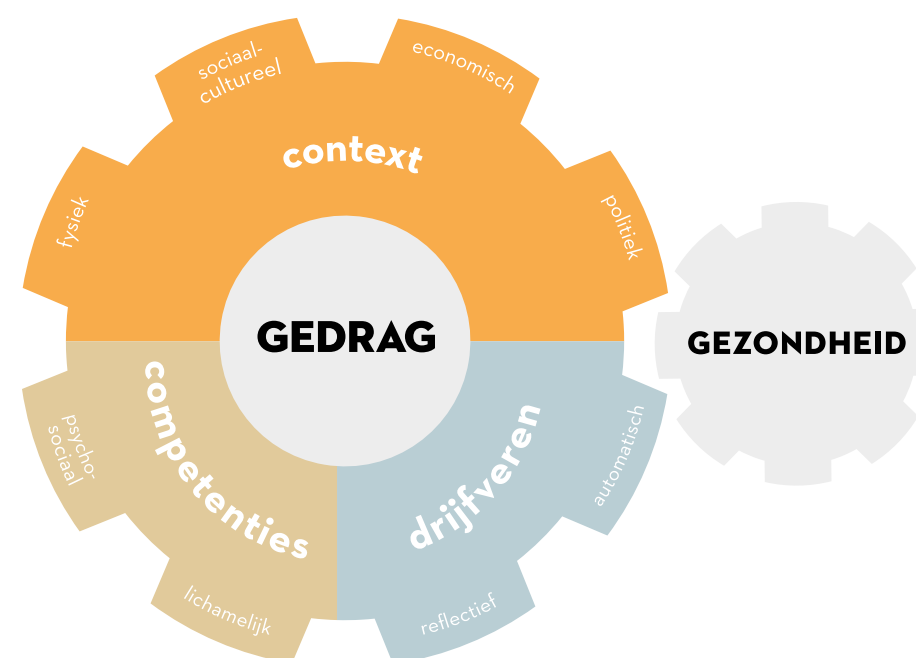 sociaal-
cultureel
economisch
context
fysiek
politiek
GEDRAG
GEZONDHEID
competenties
drijfveren
psycho-
sociaal
automatisch
lichamelijk
reflectief